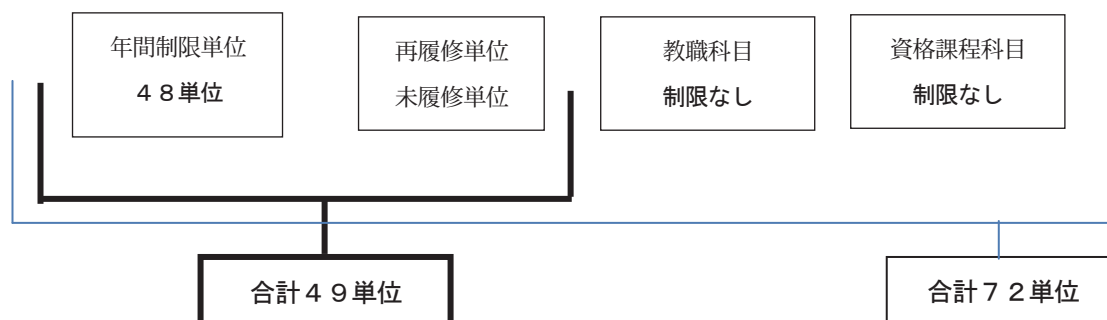 年間制限単位
４８単位
再履修単位
未履修単位
教職科目
制限なし
資格課程科目
制限なし
合計４９単位
合計７２単位